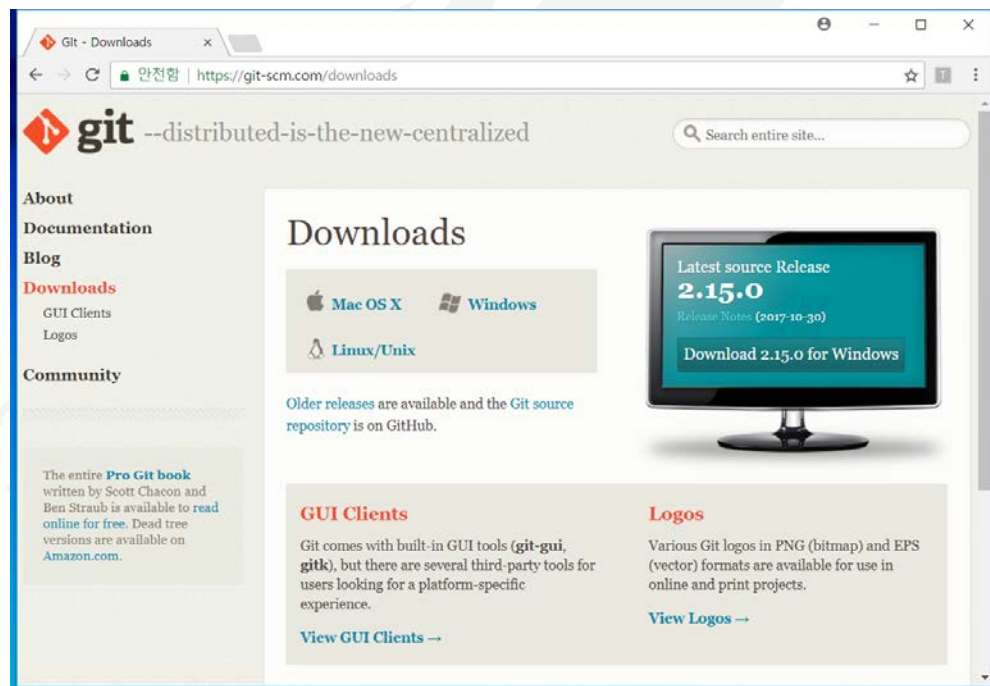 Git - Downloads
안전함 | https://git-scm.com/downloads
git --distributed-is-the-new-centralized
Search entire site...
About
Documentation
Blog
Downloads
GUI Clients
Logos
Community
The entire Pro Git book
written by Scott Chacon and
Ben Straub is available to read
online for free. Dead tree
versions are available on
Amazon.com.
Downloads
Mac OS X
Windows
Linux/Unix
Older releases are available and the Git source
repository is on GitHub.
Latest source Release
2.15.0
Release Notes (2017-10-30)
Download 2.15.0 for Windows
GUI Clients
Git comes with built-in GUI tools (git-gui,
gitk), but there are several third-party tools for
users looking for a platform-specific
experience.
View GUI Clients →
Logos
Various Git logos in PNG (bitmap) and EPS
(vector) formats are available for use in
online and print projects.
View Logos →